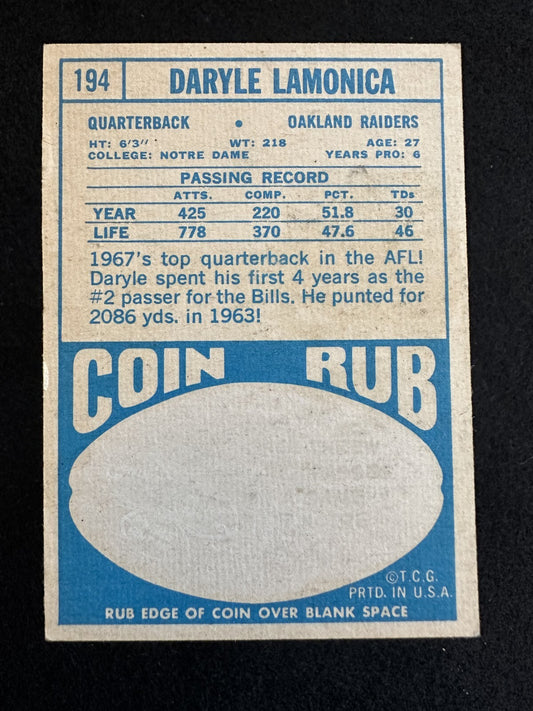 194 DARYLE LAMONICA
QUARTERBACK • OAKLAND RAIDERS
HT: 6'3" WT: 218 AGE: 27
COLLEGE: NOTRE DAME YEARS PRO: 6
PASSING RECORD
ATTS. COMP. PCT. TDs
YEAR 425 220 51.8 30
LIFE 778 370 47.6 46
1967's top quarterback in the AFL!
Daryle spent his first 4 years as the
#2 passer for the Bills. He punted for
2086 yds. in 1963!
COIN RUB
©T.C.G.
PRTD. IN U.S.A.
RUB EDGE OF COIN OVER BLANK SPACE